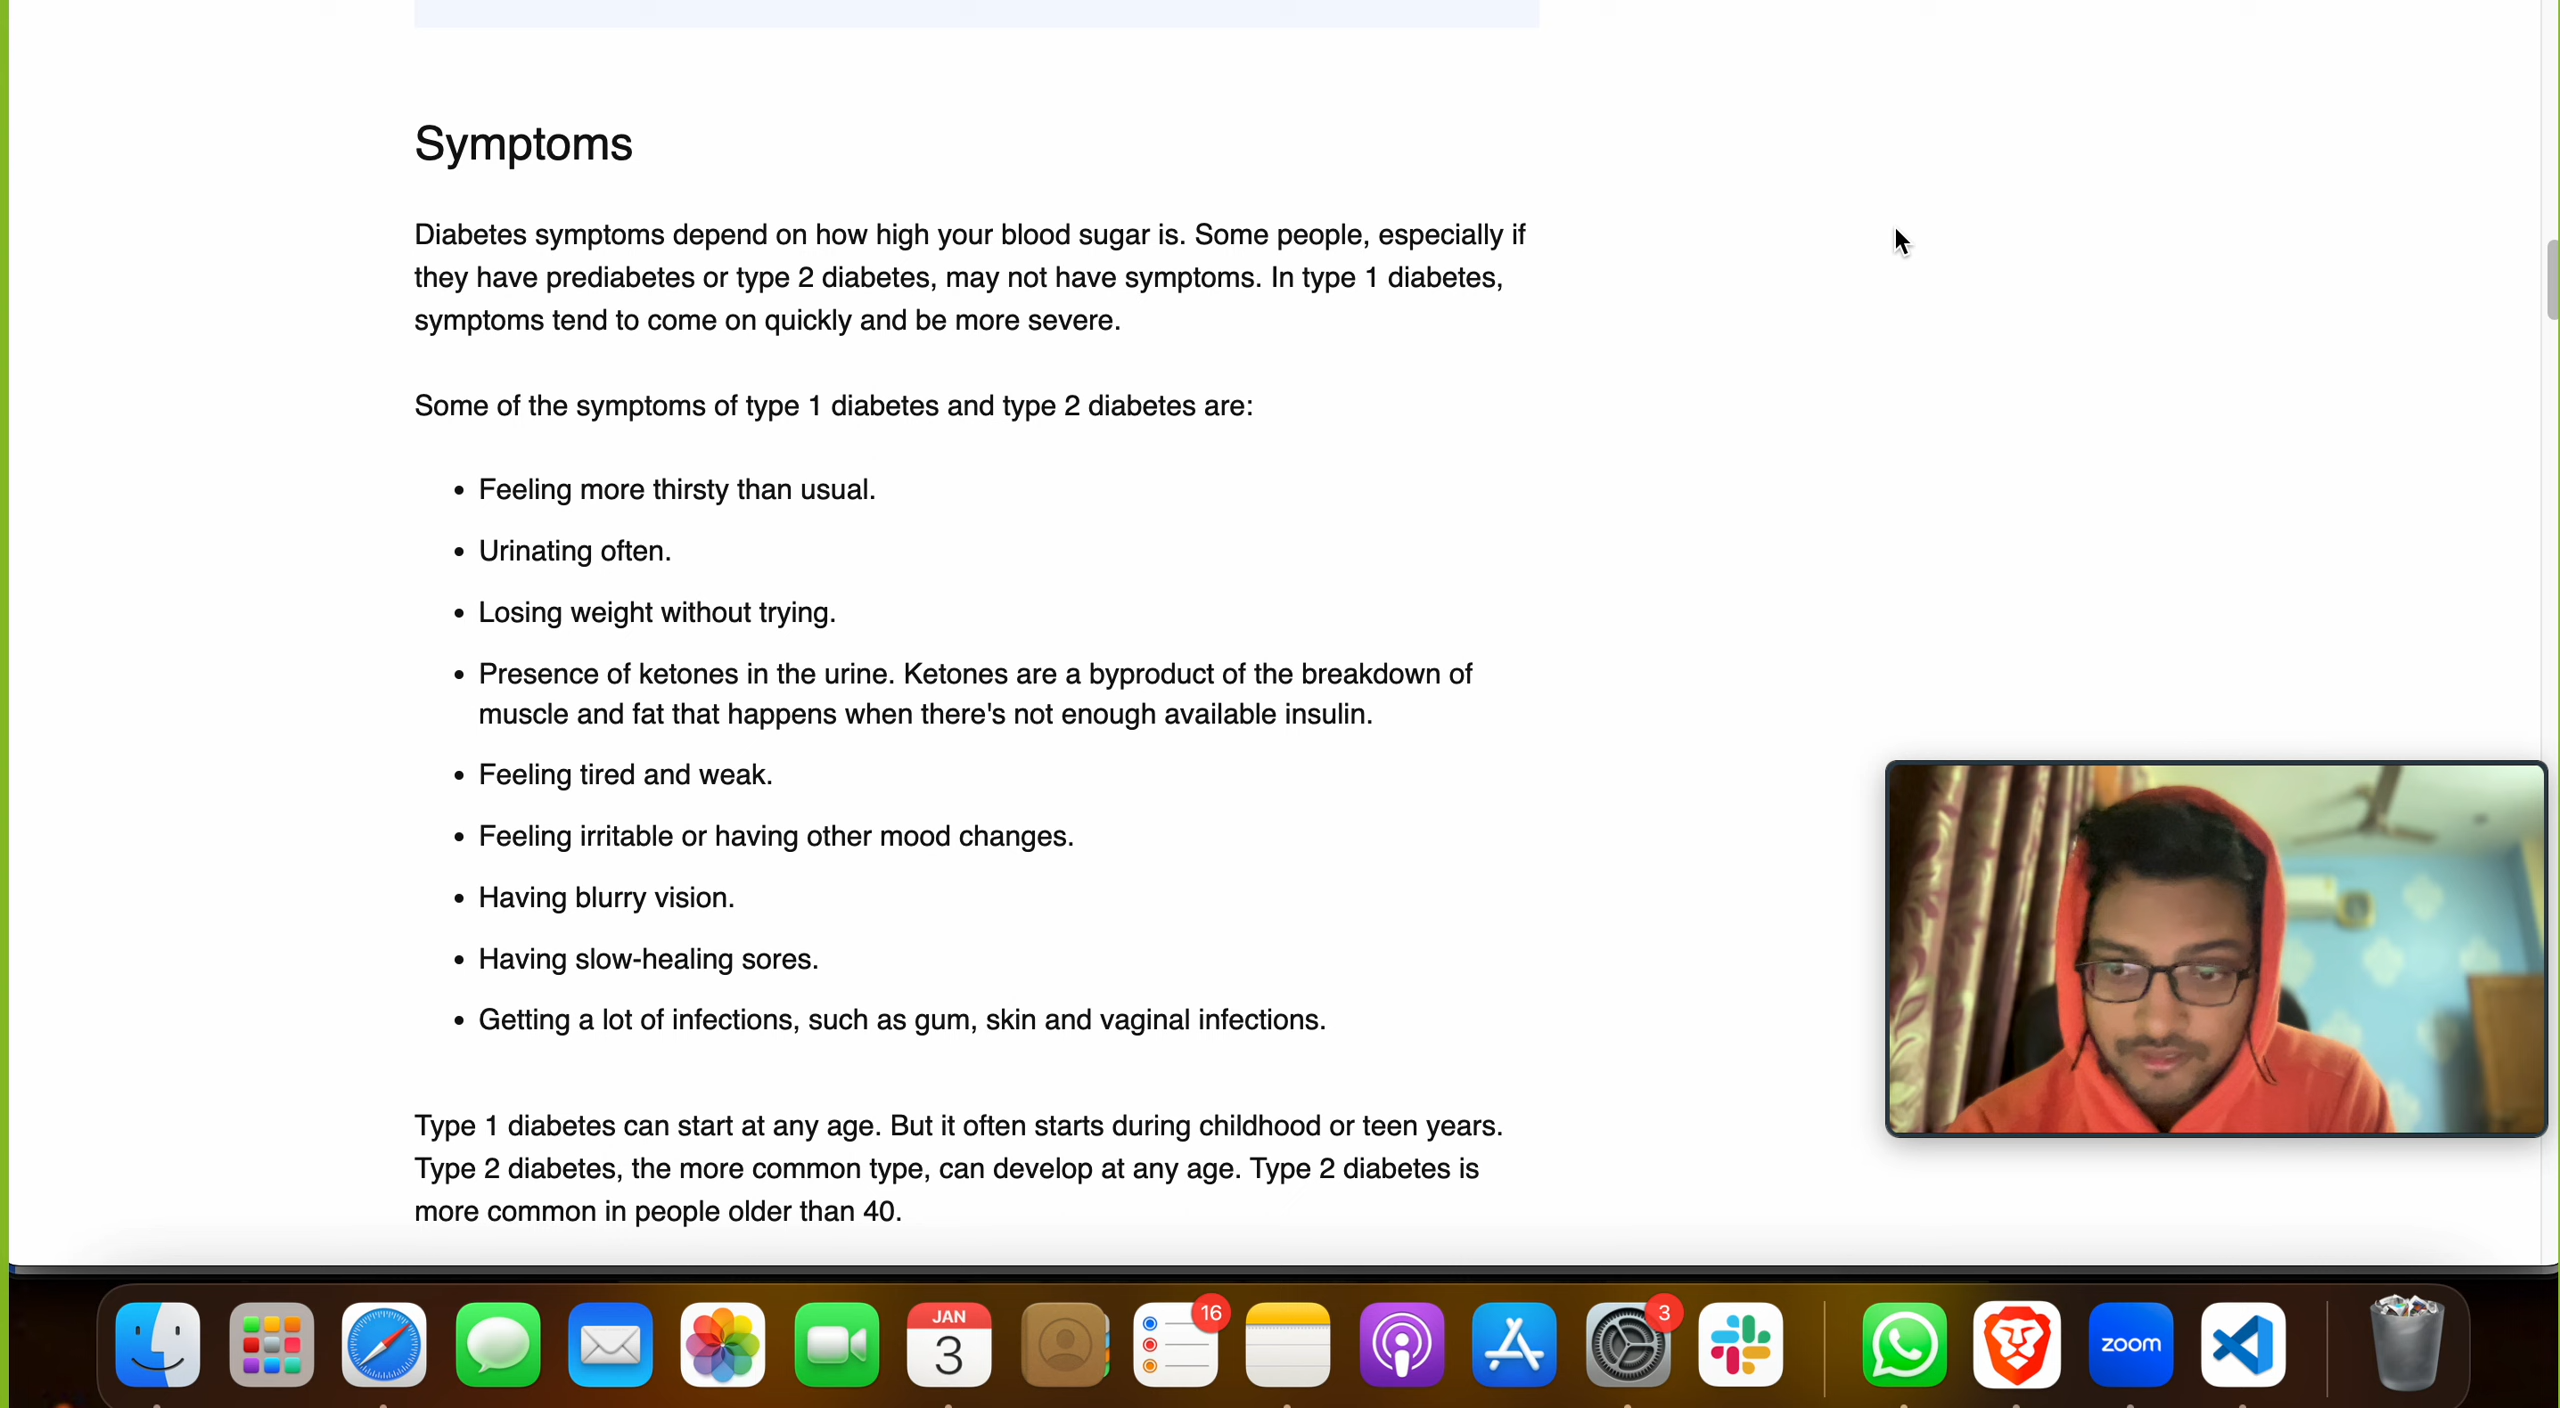 Symptoms
Diabetes symptoms depend on how high your blood sugar is. Some people, especially if
they have prediabetes or type 2 diabetes, may not have symptoms. In type 1 diabetes,
symptoms tend to come on quickly and be more severe.
Some of the symptoms of type 1 diabetes and type 2 diabetes are:
• Feeling more thirsty than usual.
• Urinating often.
• Losing weight without trying.
• Presence of ketones in the urine. Ketones are a byproduct of the breakdown of
muscle and fat that happens when there's not enough available insulin.
• Feeling tired and weak.
• Feeling irritable or having other mood changes.
• Having blurry vision.
• Having slow-healing sores.
• Getting a lot of infections, such as gum, skin and vaginal infections.
Type 1 diabetes can start at any age. But it often starts during childhood or teen years.
Type 2 diabetes, the more common type, can develop at any age. Type 2 diabetes is
more common in people older than 40.
JAN
3
16
3
zoom